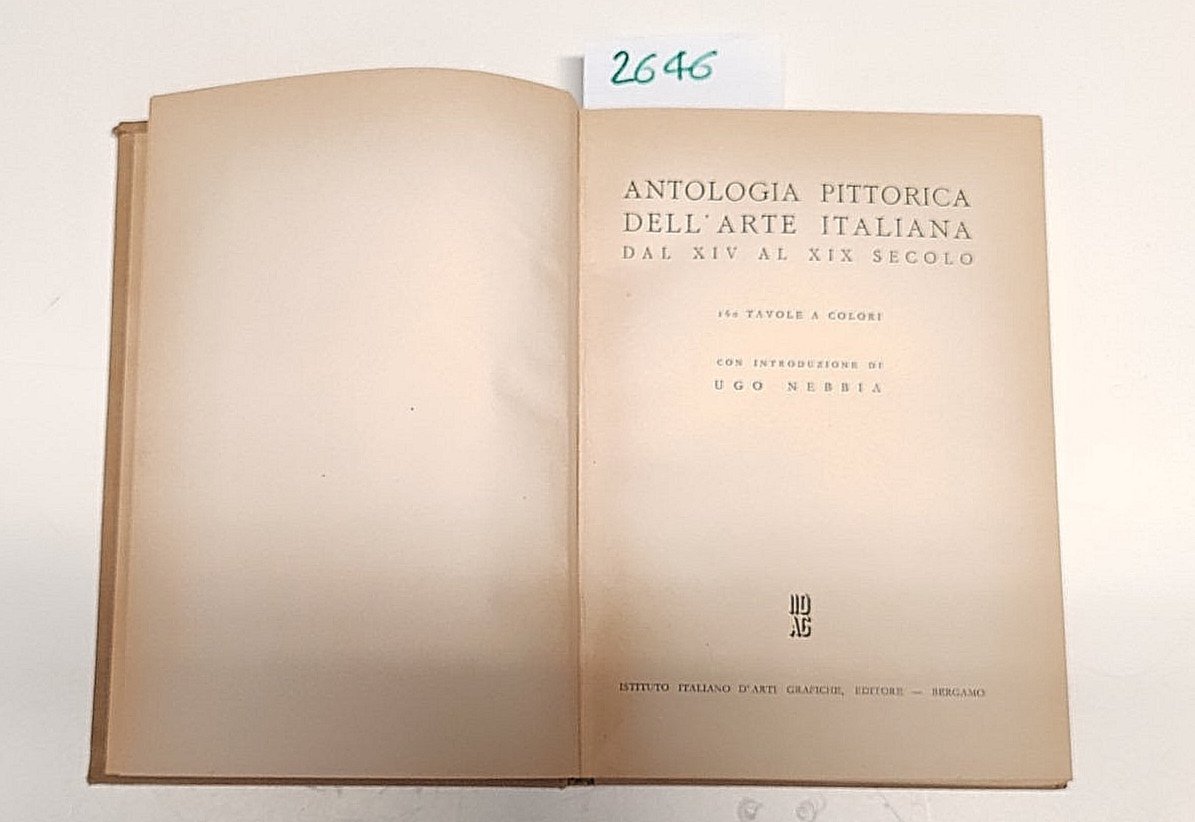 2646
ANTOLOGIA PITTORICA
DELL'ARTE ITALIANA
DAL XIV AL XIX SECOLO
160 TAVOLE A COLORI
CON INTRODUZIONE DI
UGO NEBBIA
ISTITUTO ITALIANO D'ARTI GRAFICHE, EDITORE — BERGAMO